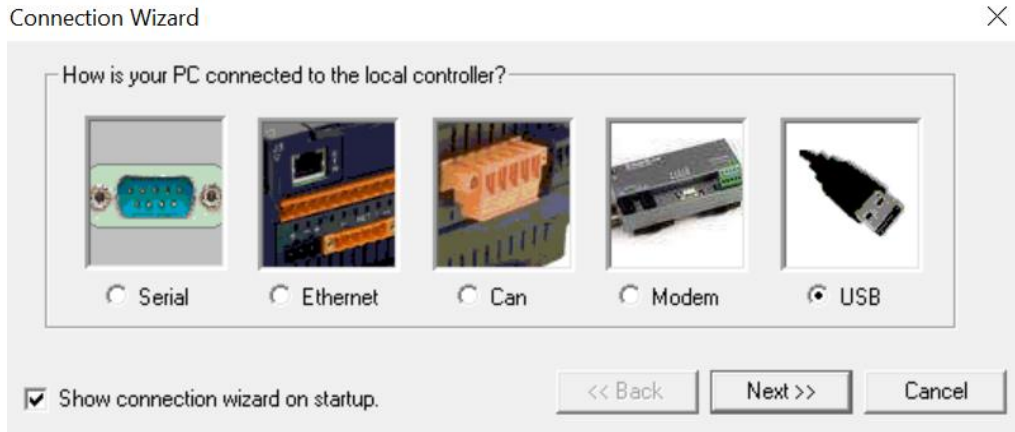 Connection Wizard
How is your PC connected to the local controller?
Serial
Ethernet
Can
Modem
USB
Show connection wizard on startup.
<< Back
Next >>
Cancel